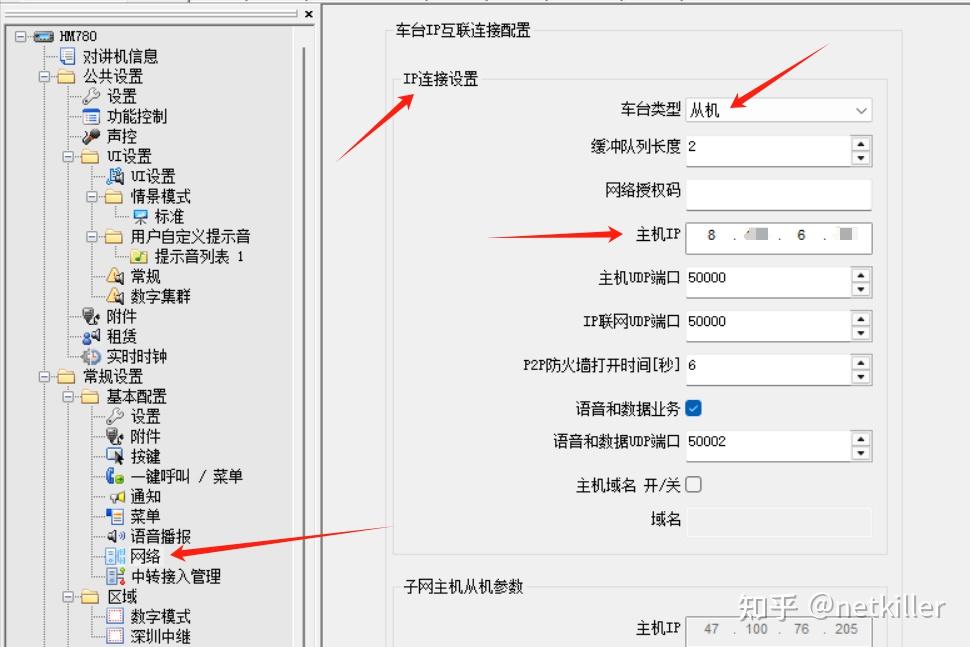 HM780
对讲机信息
公共设置
设置
功能控制
声控
UI设置
UI设置
情景模式
标准
用户自定义提示音
提示音列表 1
常规
数字集群
附件
租赁
实时时钟
常规设置
基本配置
设置
附件
按键
一键呼叫 / 菜单
通知
菜单
语音播报
网络
中转接入管理
区域
数字模式
深圳中继
车台IP互联连接配置
IP连接设置
车台类型 从机
缓冲队列长度 2
网络授权码
主机IP 8 . . 6 .
主机UDP端口 50000
IP联网UDP端口 50000
P2P防火墙打开时间[秒] 6
语音和数据业务
语音和数据UDP端口 50002
主机域名 开/关
域名
子网主机从机参数
主机IP 47 . 100 . 76 . 205
知乎 @netkiller